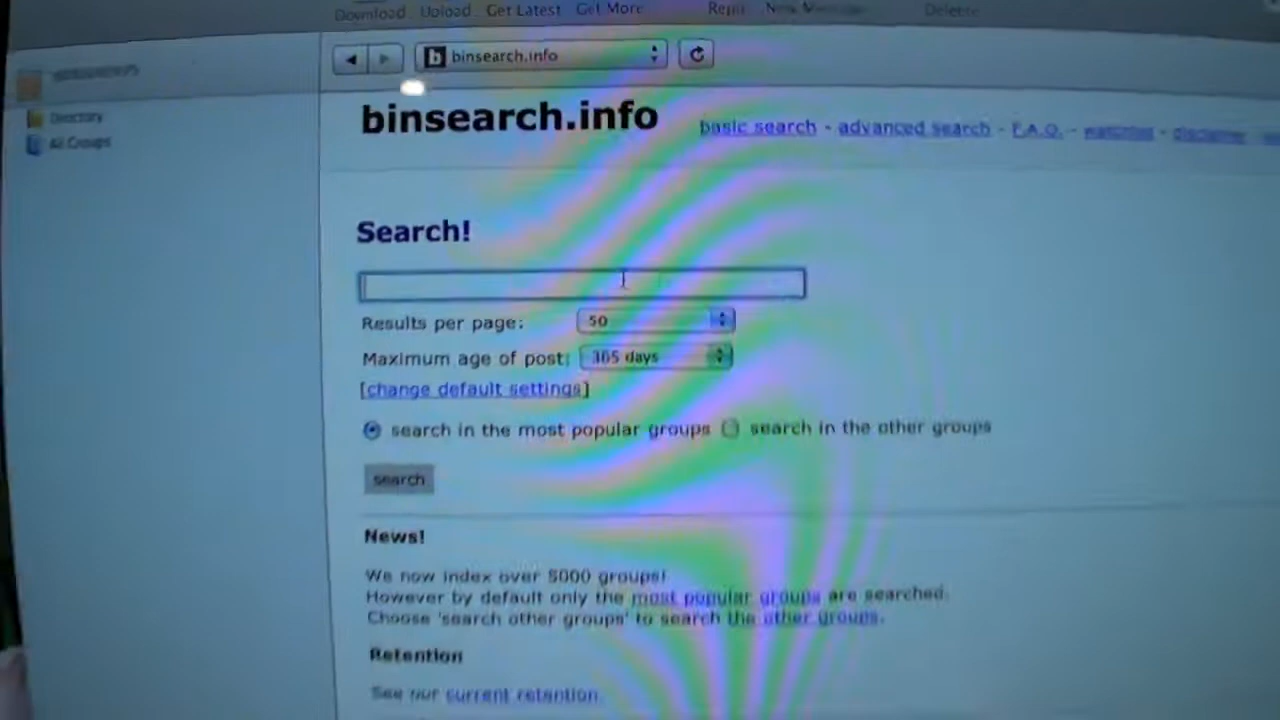 Download Upload Get Latest Get More Reply New Message Delete
binsearch.info
Directory
All Groups
binsearch.info
basic search - advanced search - F.A.Q. - watchlist - disclaimer
Search!
Results per page: 50
Maximum age of post: 365 days
[change default settings]
search in the most popular groups search in the other groups
search
News!
We now index over 5000 groups!
However by default only the most popular groups are searched.
Choose 'search other groups' to search the other groups.
Retention
See our current retention.